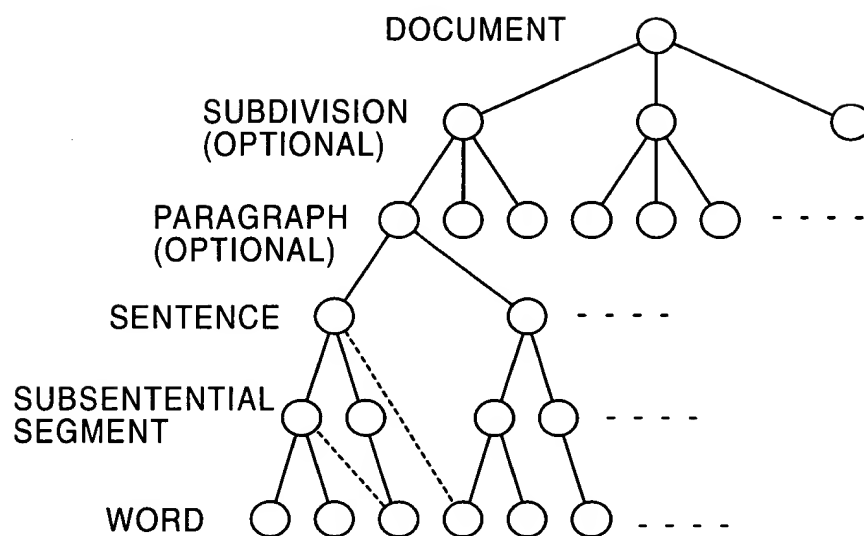 DOCUMENT
SUBDIVISION
(OPTIONAL)
PARAGRAPH
(OPTIONAL)
SENTENCE
SUBSENTENTIAL
SEGMENT
WORD